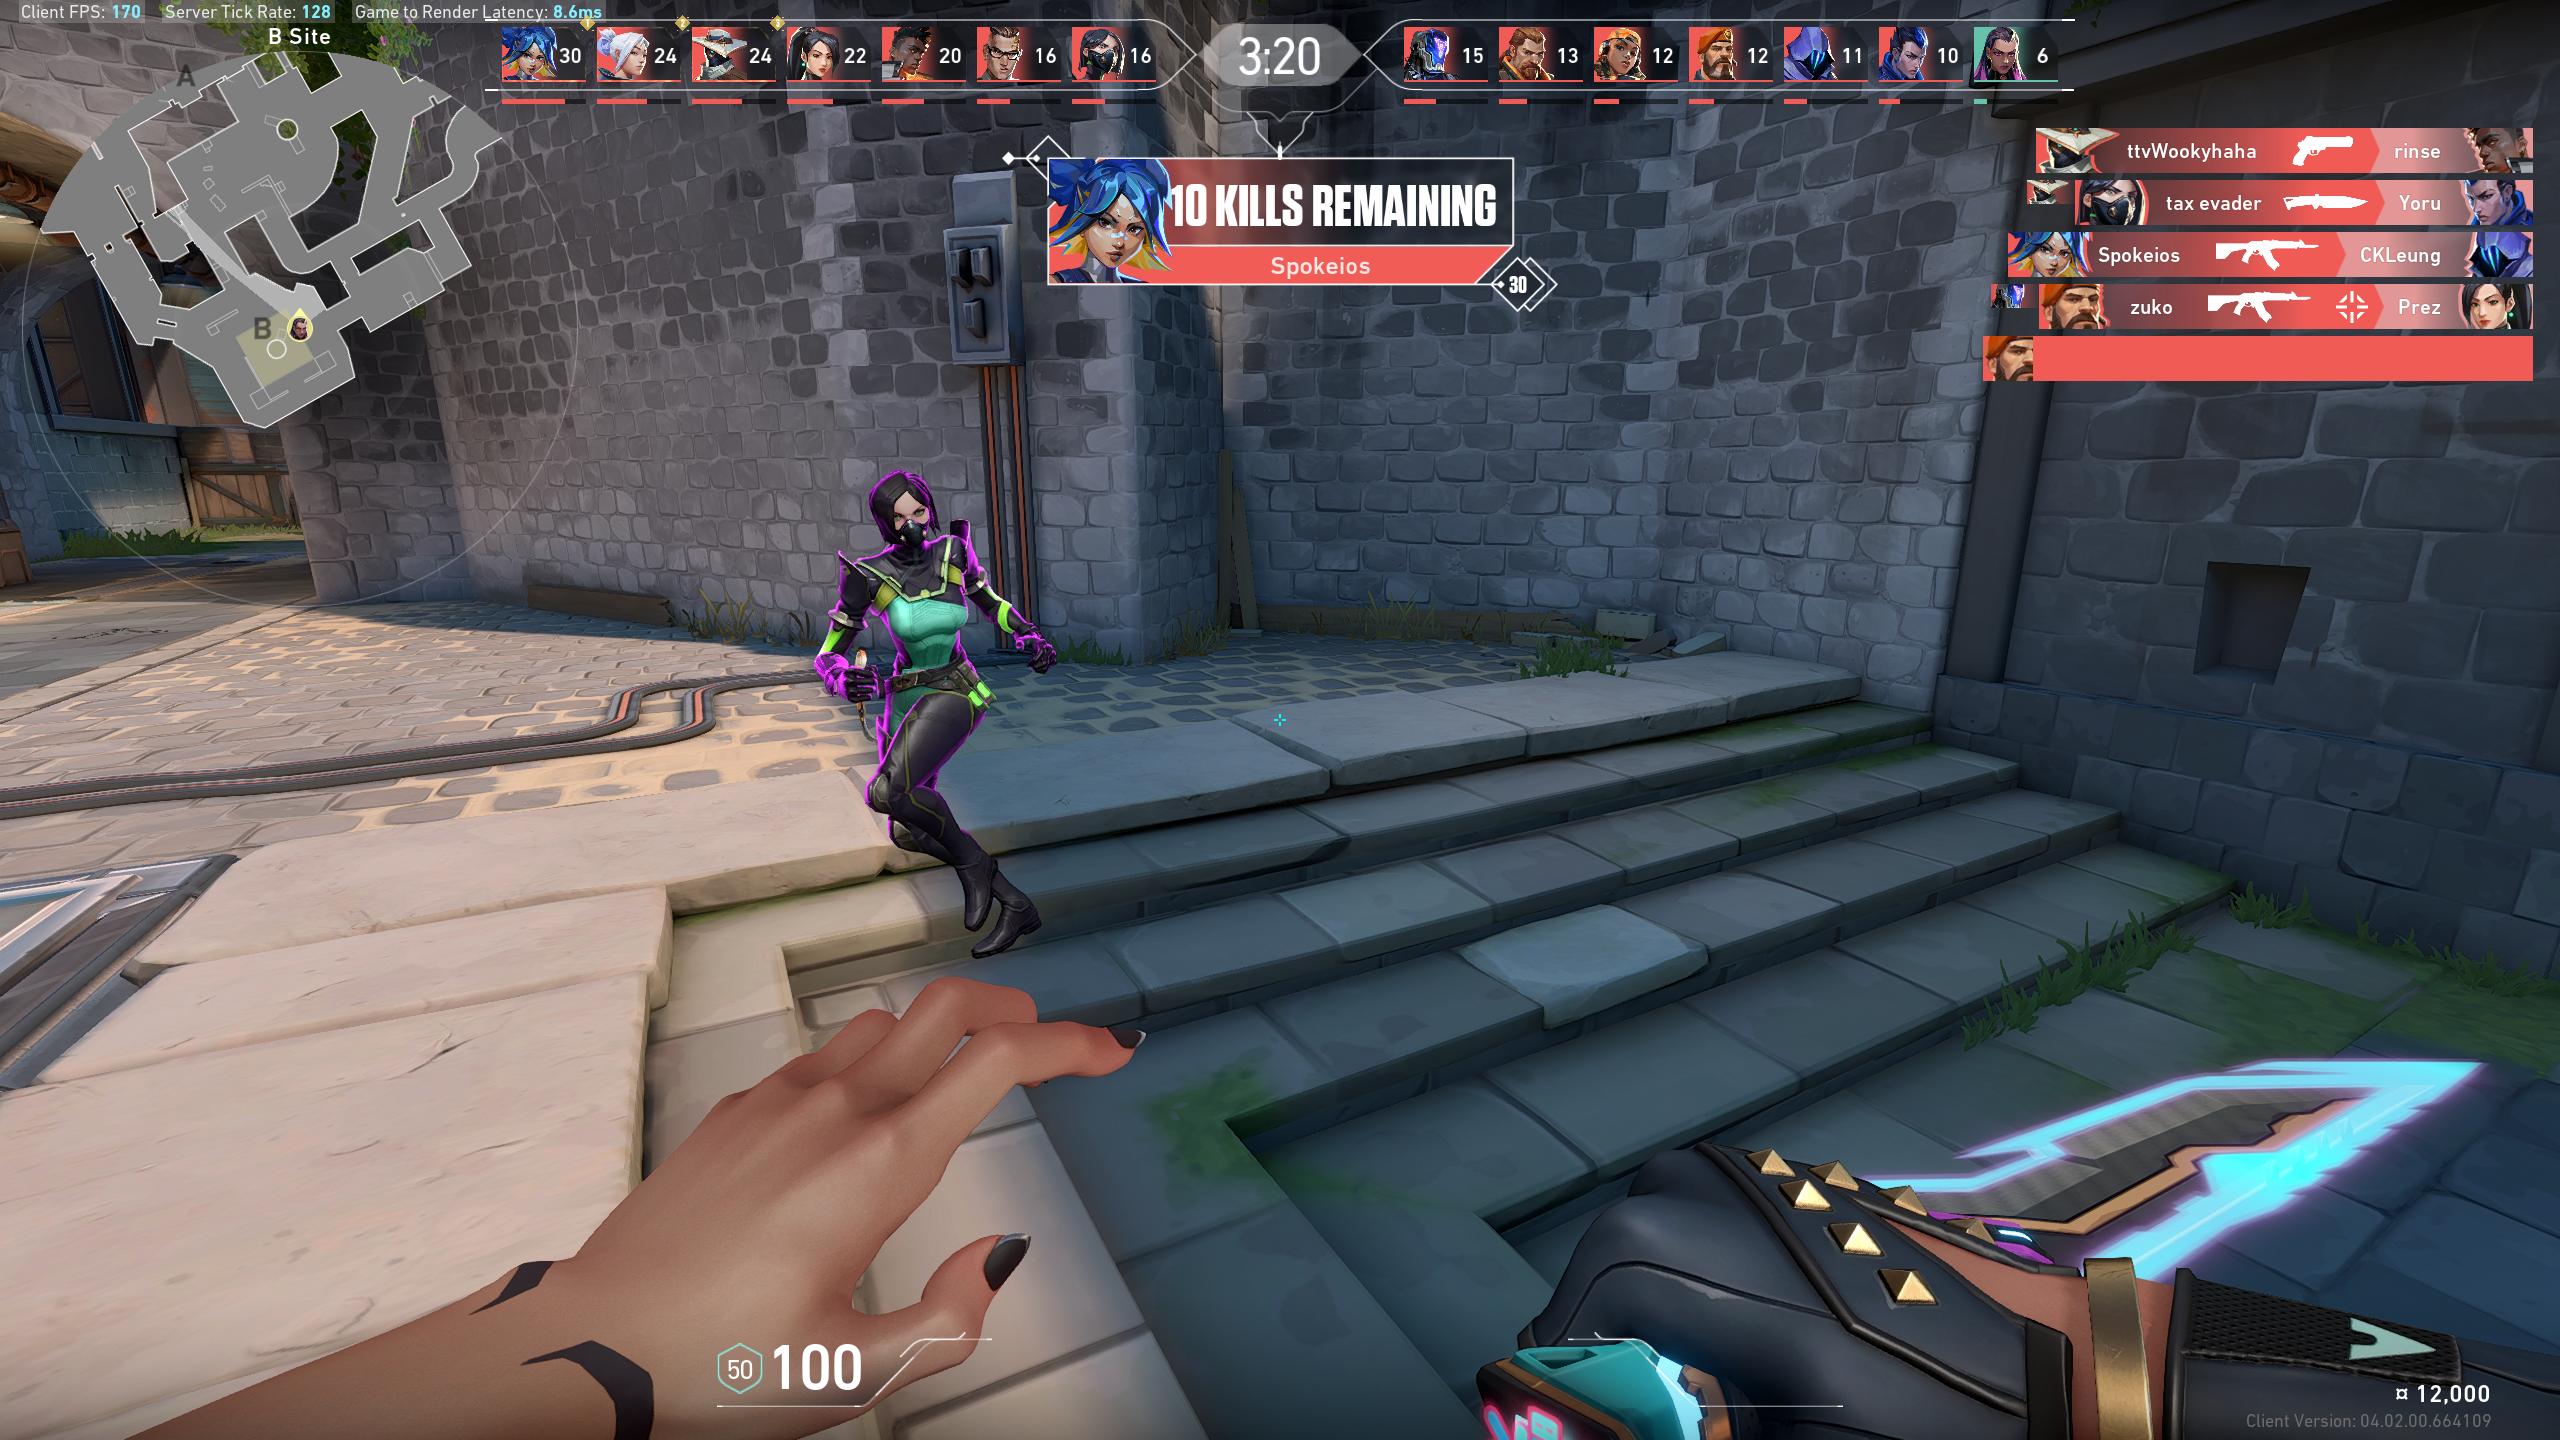 Client FPS: 170 Server Tick Rate: 128 Game to Render Latency: 8.6ms
B Site
A
B
30 24 24 22 20 16 16
3:20
15 13 12 12 11 10 6
10 KILLS REMAINING
Spokeios
30
ttvWookyhaha rinse
tax evader Yoru
Spokeios CKLeung
zuko Prez
50 100
¤ 12,000
Client Version: 04.02.00.664109